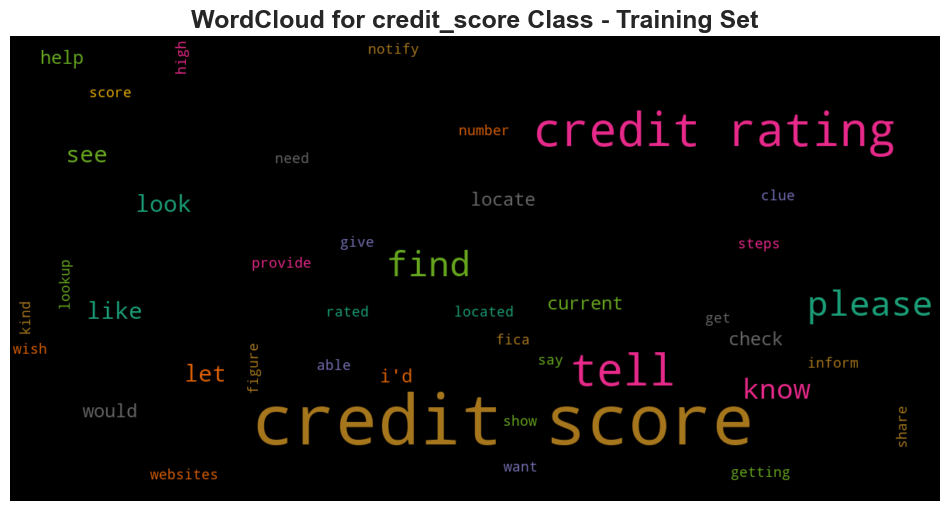 WordCloud for credit_score Class - Training Set
help
high
notify
score
number
credit rating
see
need
look
locate
clue
give
steps
provide
find
lookup
kind
like
rated
located
current
please
get
wish
figure
able
fica
say
check
let
i'd
tell
know
inform
would
credit score
show
share
websites
want
getting